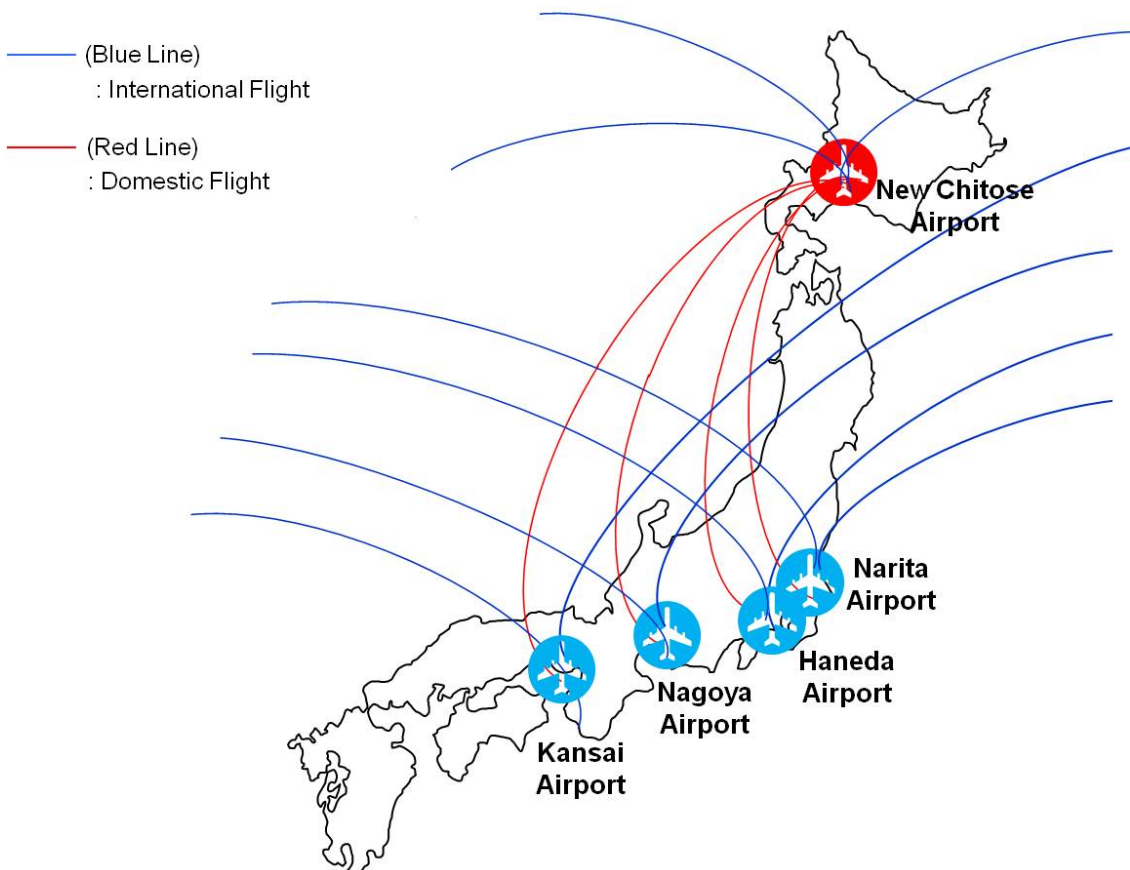 (Blue Line)
: International Flight
(Red Line)
: Domestic Flight
New Chitose
Airport
Narita
Airport
Haneda
Airport
Nagoya
Airport
Kansai
Airport